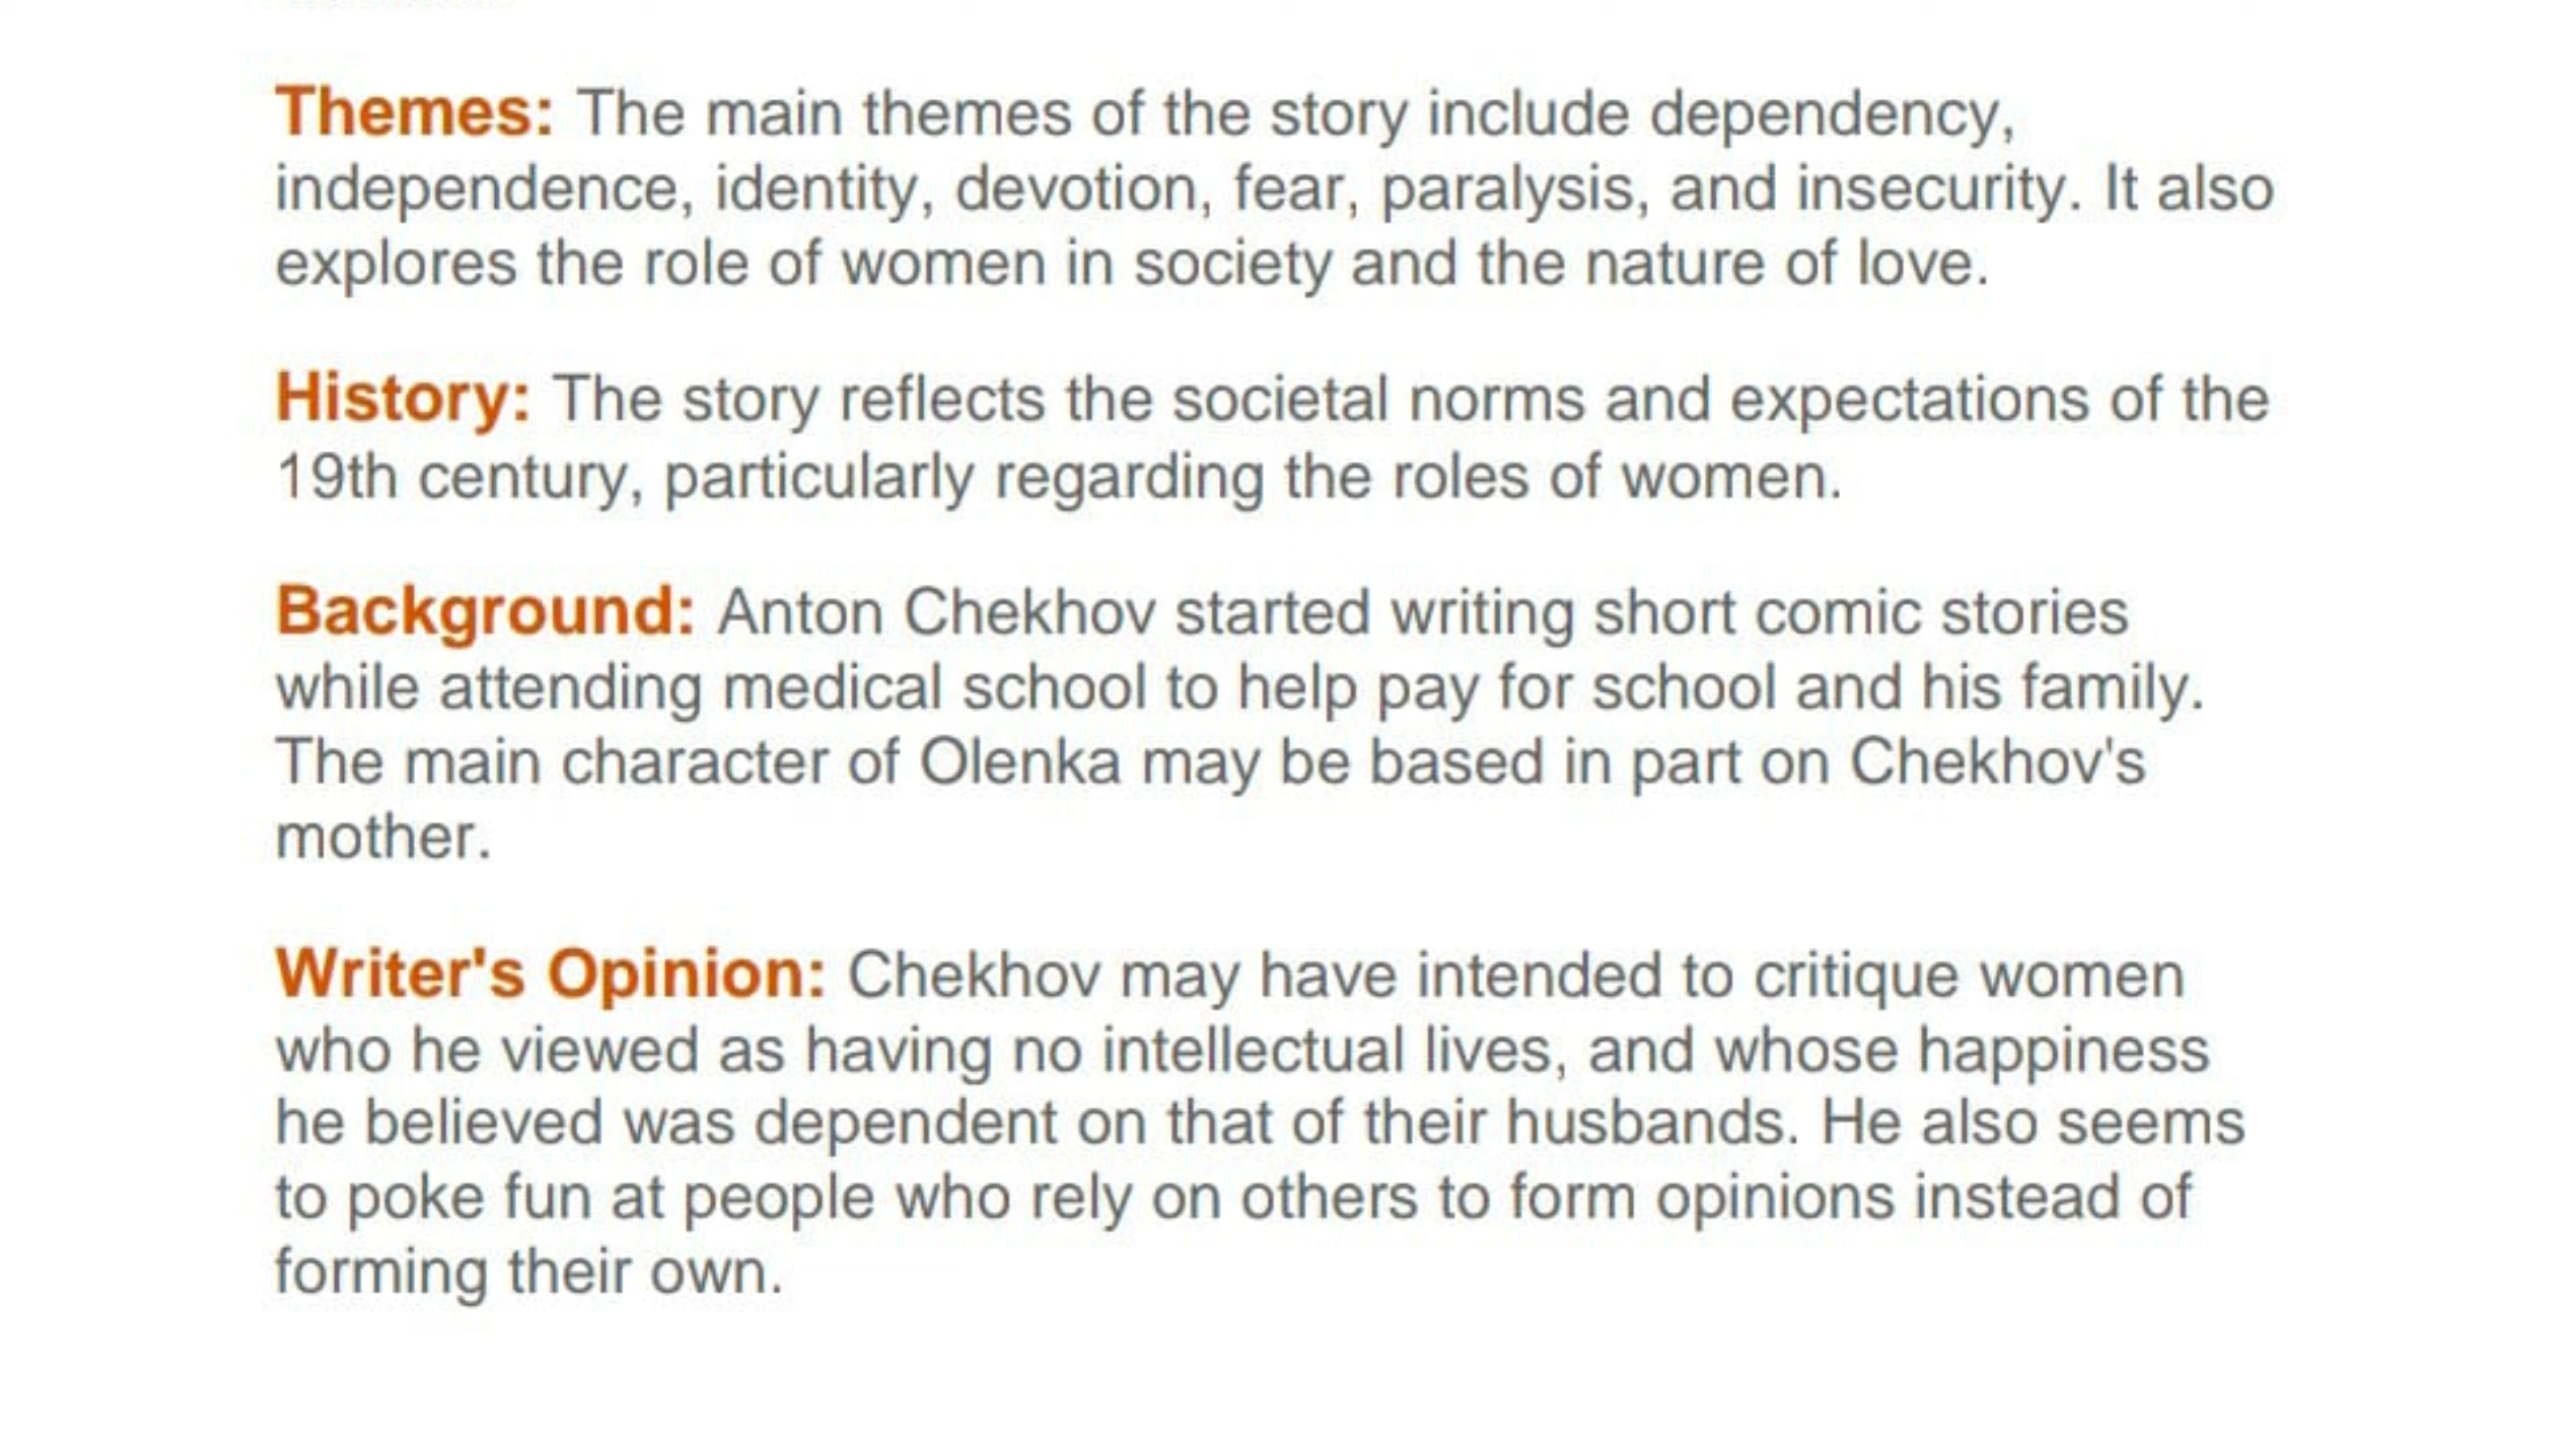 Themes: The main themes of the story include dependency,
independence, identity, devotion, fear, paralysis, and insecurity. It also
explores the role of women in society and the nature of love.
History: The story reflects the societal norms and expectations of the
19th century, particularly regarding the roles of women.
Background: Anton Chekhov started writing short comic stories
while attending medical school to help pay for school and his family.
The main character of Olenka may be based in part on Chekhov's
mother.
Writer's Opinion: Chekhov may have intended to critique women
who he viewed as having no intellectual lives, and whose happiness
he believed was dependent on that of their husbands. He also seems
to poke fun at people who rely on others to form opinions instead of
forming their own.